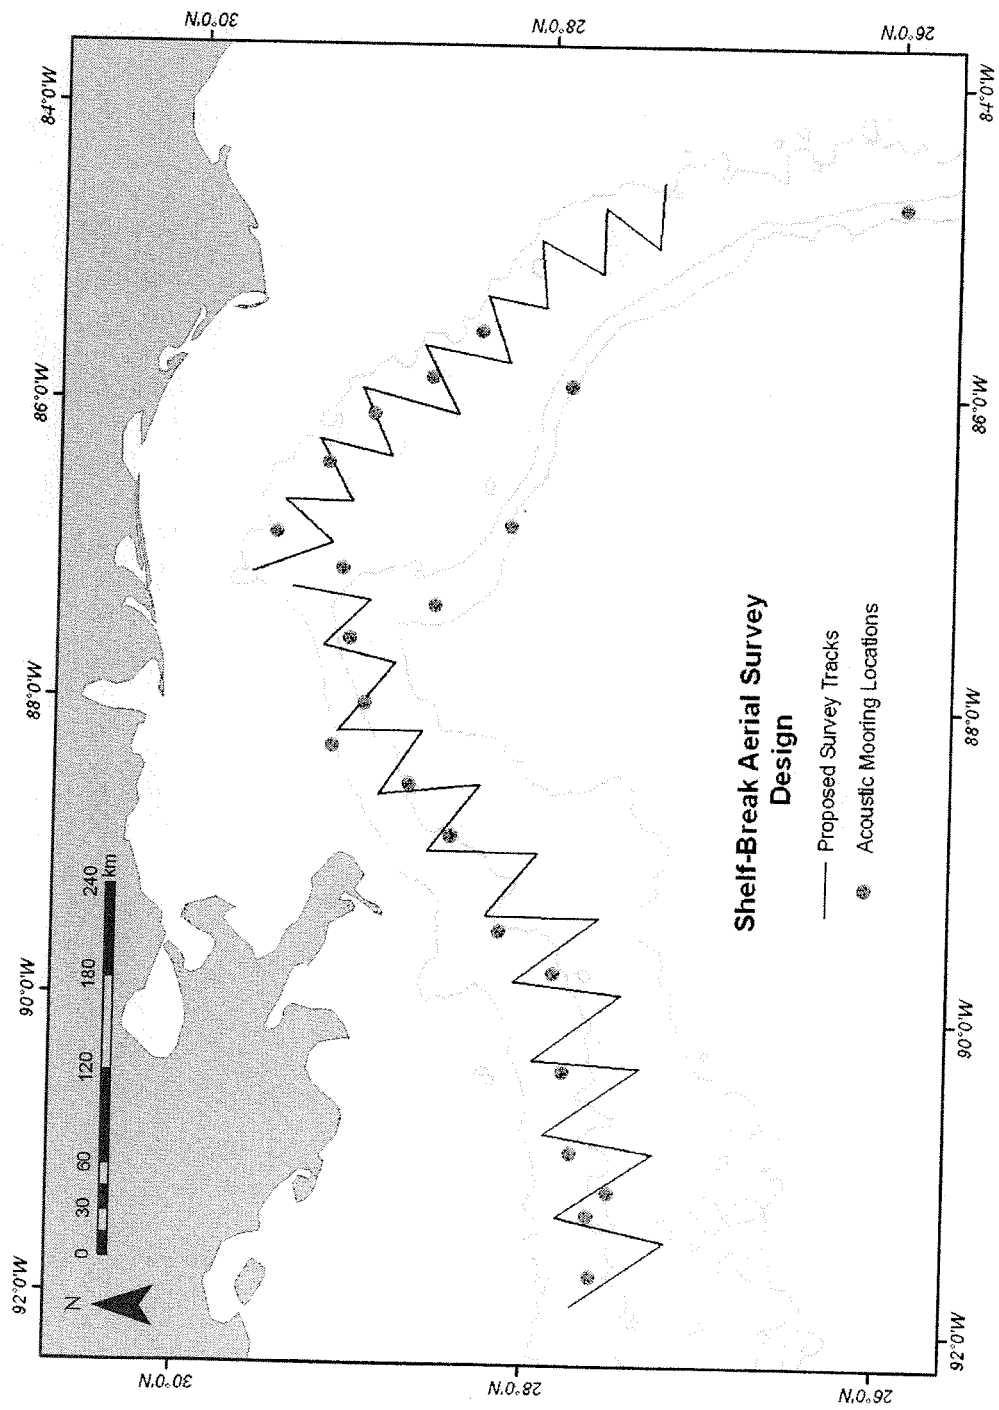 92°0'W
90°0'W
88°0'W
86°0'W
84°0'W
N
0 30 60 120 180 240
km
30°0'N
30°0'N
28°0'N
28°0'N
26°0'N
26°0'N
Shelf-Break Aerial Survey
Design
Proposed Survey Tracks
Acoustic Mooring Locations
92°0'W
90°0'W
88°0'W
86°0'W
84°0'W